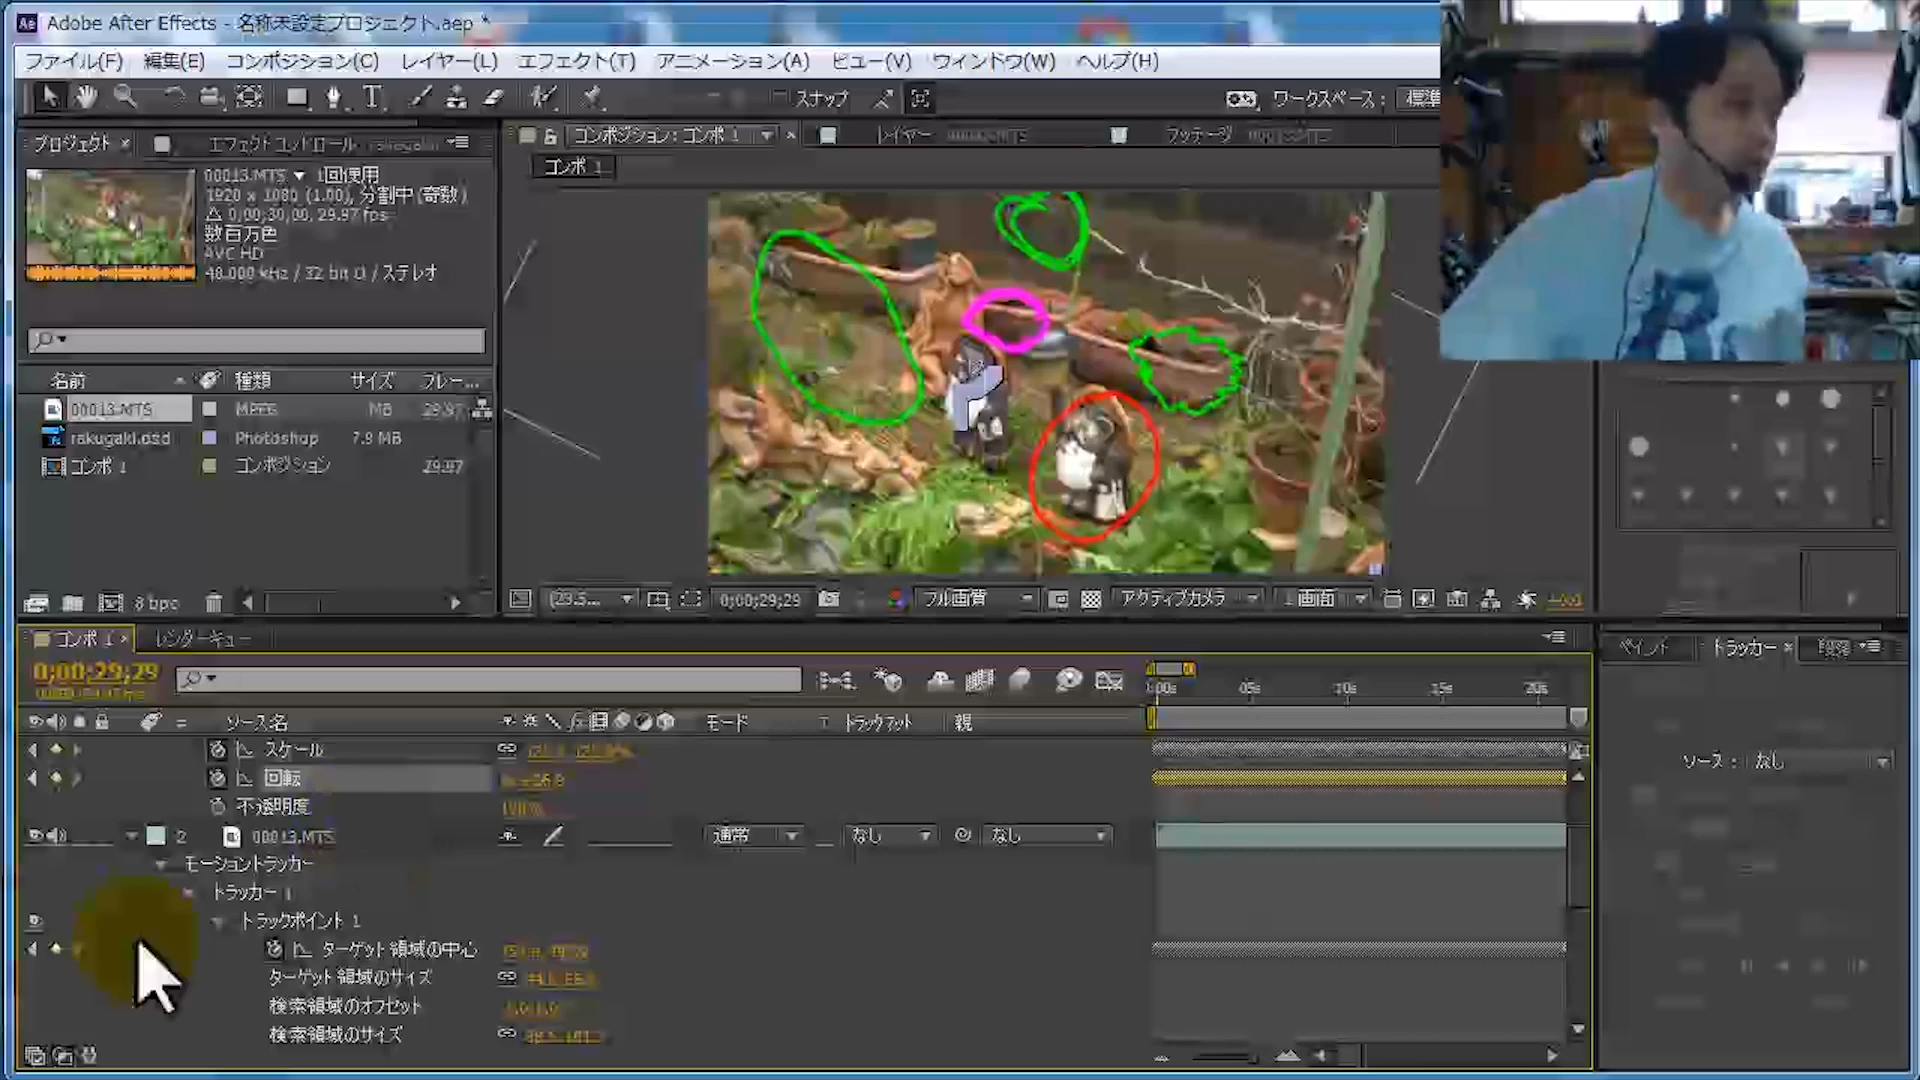 Adobe After Effects - 名称未設定プロジェクト.aep *
ファイル(F) 編集(E) コンポジション(C) レイヤー(L) エフェクト(T) アニメーション(A) ビュー(V) ウィンドウ(W) ヘルプ(H)
スナップ ワークスペース： 標準
プロジェクト × エフェクトコントロール rakugaki コンポジション：コンポ 1 × レイヤー フッテージ
コンポ 1
00013.MTS 1回使用
1920 x 1080 (1.00), 分割中 (奇数)
Δ 0;00;30;00, 29.97 fps
数百万色
AVC HD
48.000 kHz / 32 bit U / ステレオ
名前 種類 サイズ フレー...
00013.MTS MPEG MB 29.97
rakugaki.psd Photoshop 7.9 MB
コンポ 1 コンポジション 29.97
8 bpc
(23.5... 0;00;29;29 フル画質 アクティブカメラ 1 画面
コンポ 1 × レンダーキュー
ペイント トラッカー × 段落
0;00;29;29
:00s 05s 10s 15s 20s
ソース名 モード T トラックマット 親
スケール
回転
不透明度 100%
2 00013.MTS 通常 なし なし
モーショントラッカー
トラッカー 1
トラックポイント 1
ターゲット領域の中心
ターゲット領域のサイズ
検索領域のオフセット
検索領域のサイズ
ソース： なし